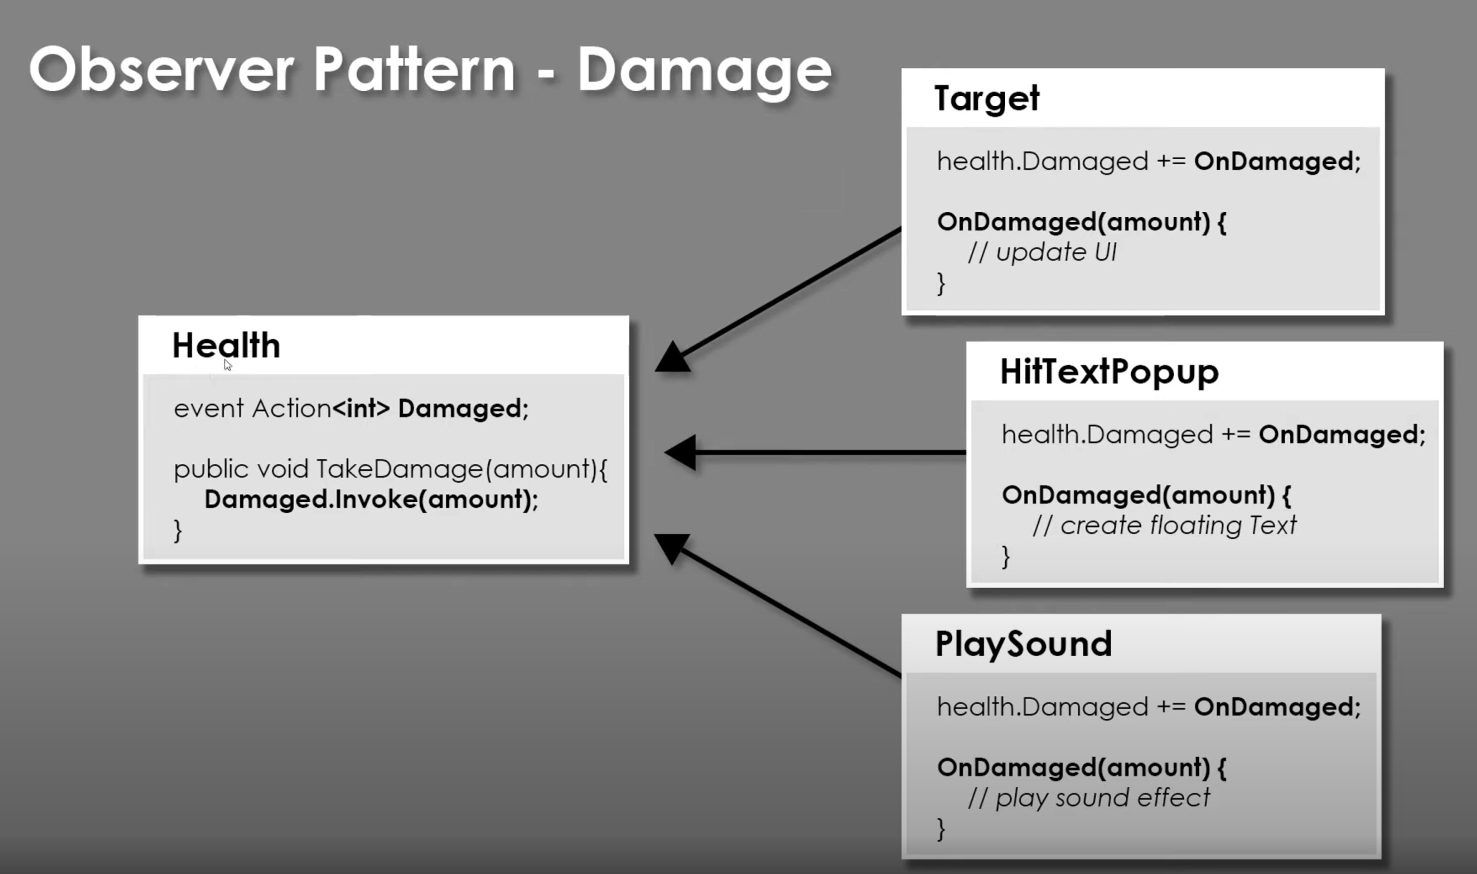 Observer Pattern - Damage
Health
event Action<int> Damaged;
public void TakeDamage(amount){
Damaged.Invoke(amount);
}
Target
health.Damaged += OnDamaged;
OnDamaged(amount) {
// update UI
}
HitTextPopup
health.Damaged += OnDamaged;
OnDamaged(amount) {
// create floating Text
}
PlaySound
health.Damaged += OnDamaged;
OnDamaged(amount) {
// play sound effect
}